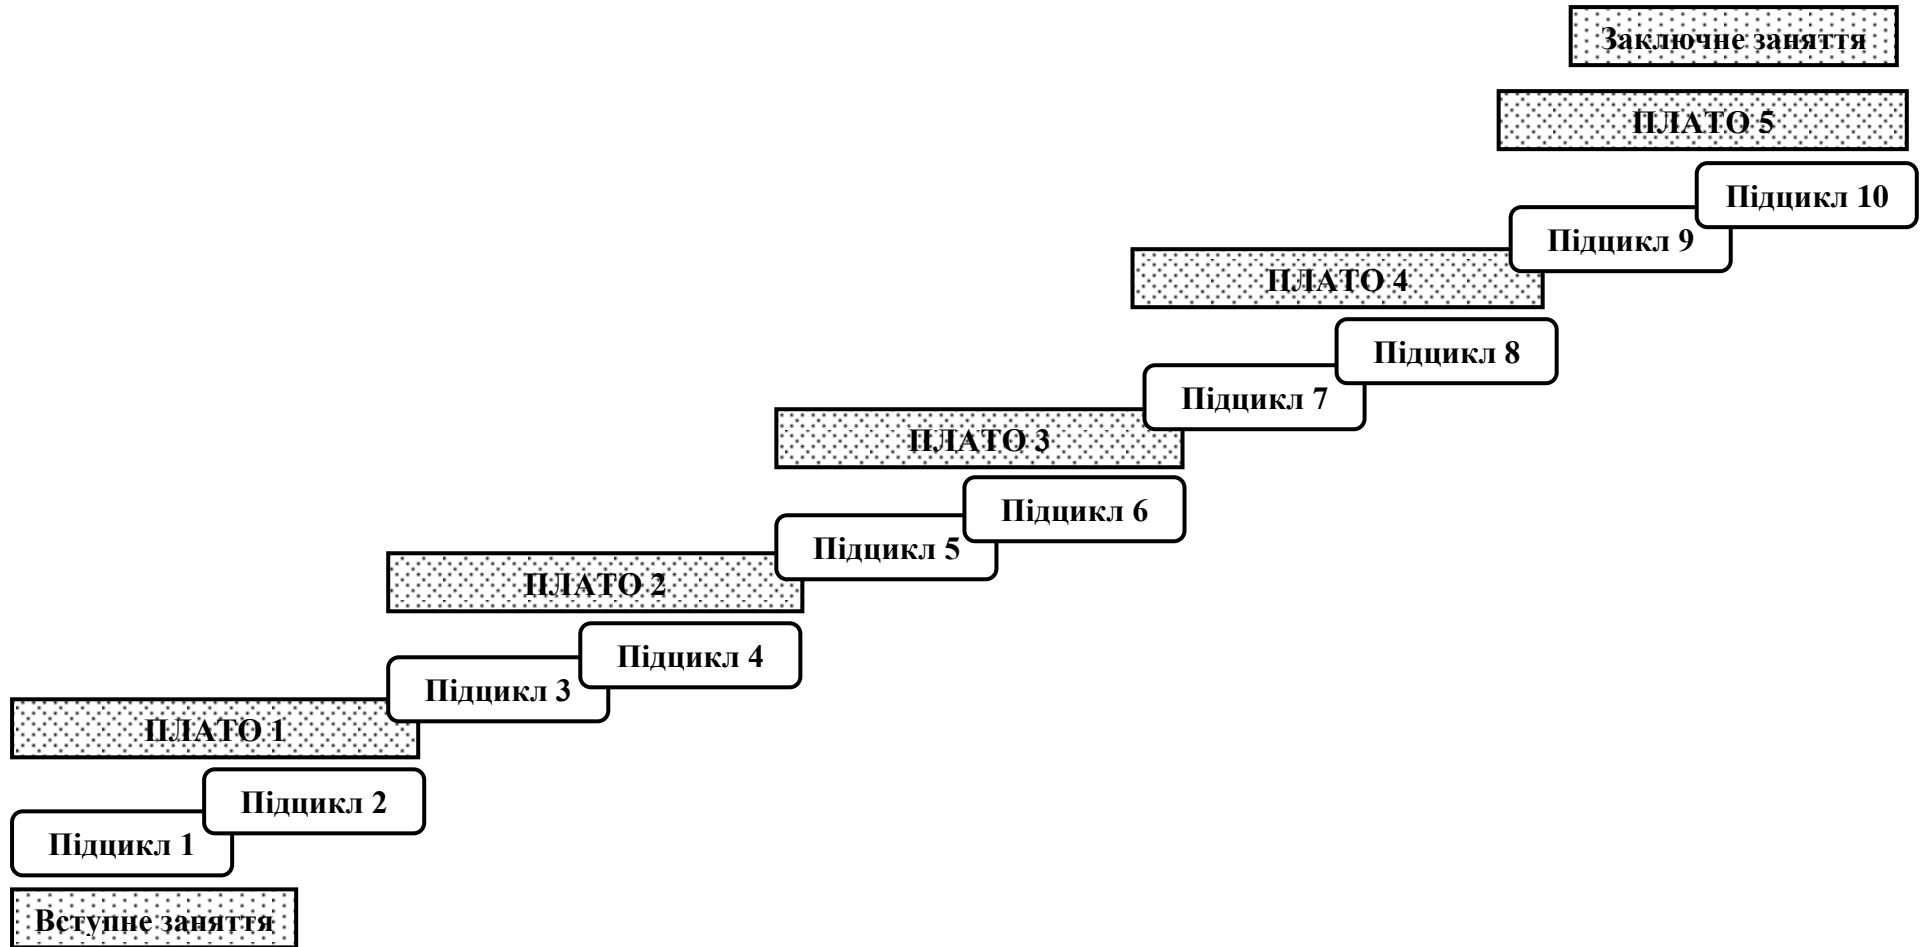 Заключне заняття
ПЛАТО 5
Підцикл 10
Підцикл 9
ПЛАТО 4
Підцикл 8
Підцикл 7
ПЛАТО 3
Підцикл 6
Підцикл 5
ПЛАТО 2
Підцикл 4
Підцикл 3
ПЛАТО 1
Підцикл 2
Підцикл 1
Вступне заняття